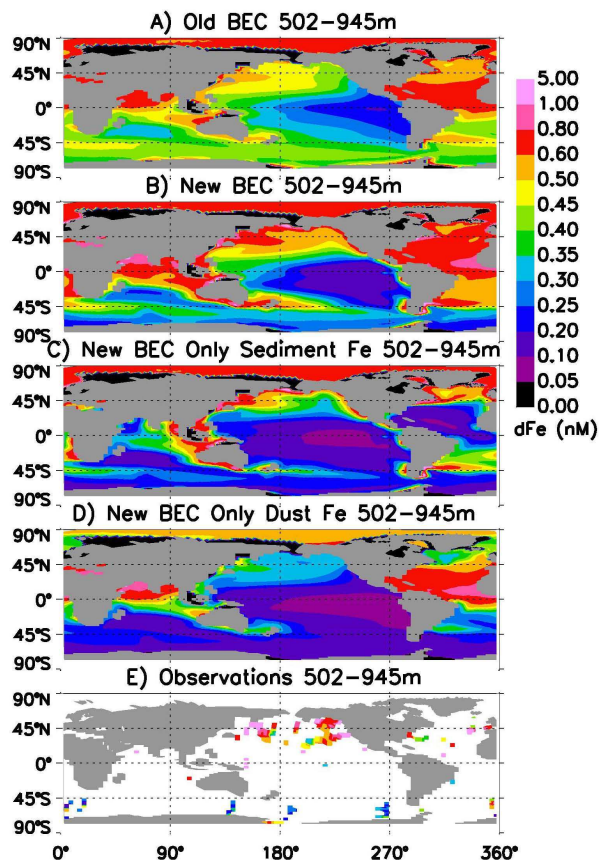 A) Old BEC 502-945m
90°N
45°N
0°
45°S
90°S
B) New BEC 502-945m
90°N
45°N
0°
45°S
90°S
C) New BEC Only Sediment Fe 502-945m
90°N
45°N
0°
45°S
90°S
D) New BEC Only Dust Fe 502-945m
90°N
45°N
0°
45°S
90°S
E) Observations 502-945m
90°N
45°N
0°
45°S
90°S
0° 90° 180° 270° 360°
5.00
1.00
0.80
0.60
0.50
0.45
0.40
0.35
0.30
0.25
0.20
0.10
0.05
0.00
dFe (nM)